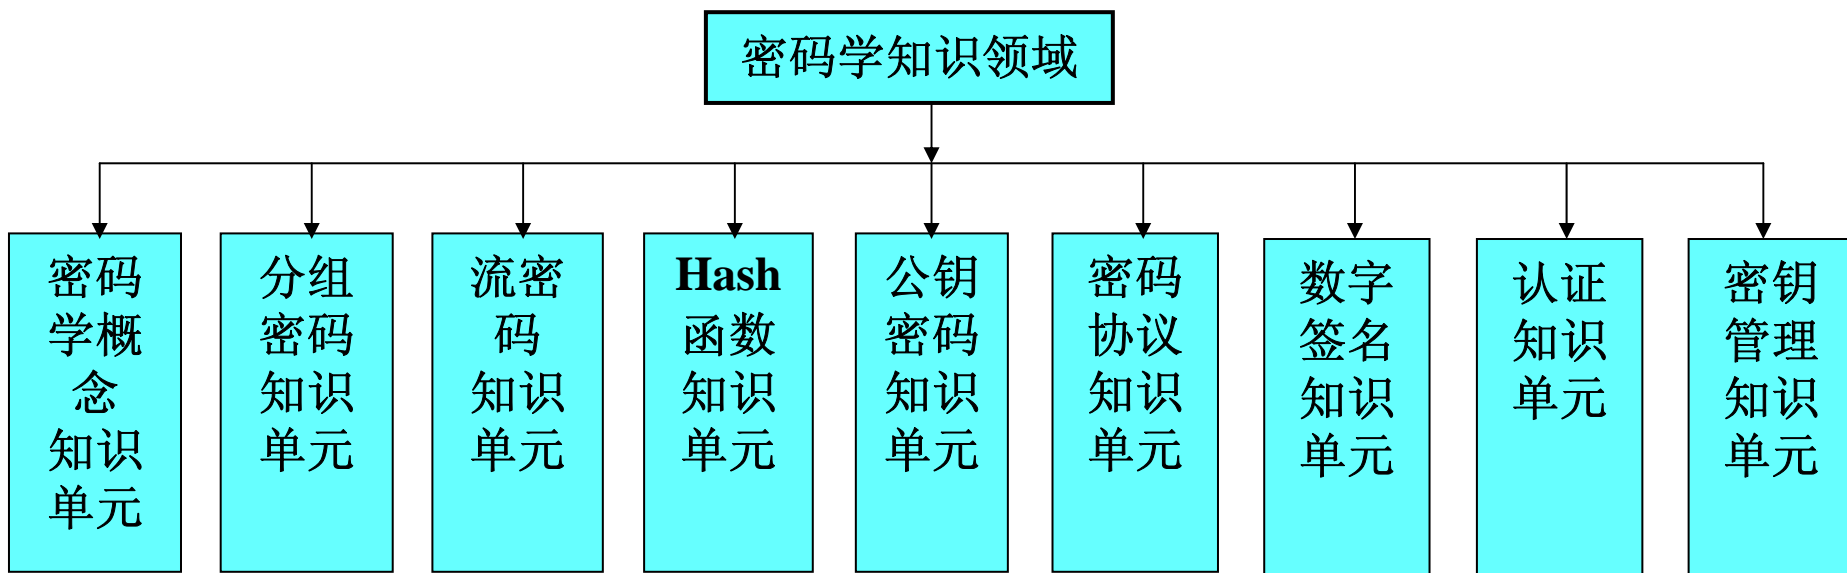 密码学知识领域
密码
学概
念
知识
单元
分组
密码
知识
单元
流密
码
知识
单元
Hash
函数
知识
单元
公钥
密码
知识
单元
密码
协议
知识
单元
数字
签名
知识
单元
认证
知识
单元
密钥
管理
知识
单元